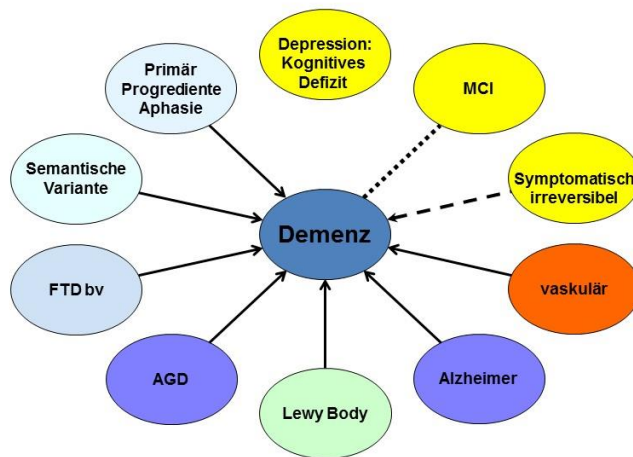 Depression:
Kognitives
Defizit
Primär
Progrediente
Aphasie
MCI
Semantische
Variante
Symptomatisch
irreversibel
Demenz
FTD bv
vaskulär
AGD
Alzheimer
Lewy Body